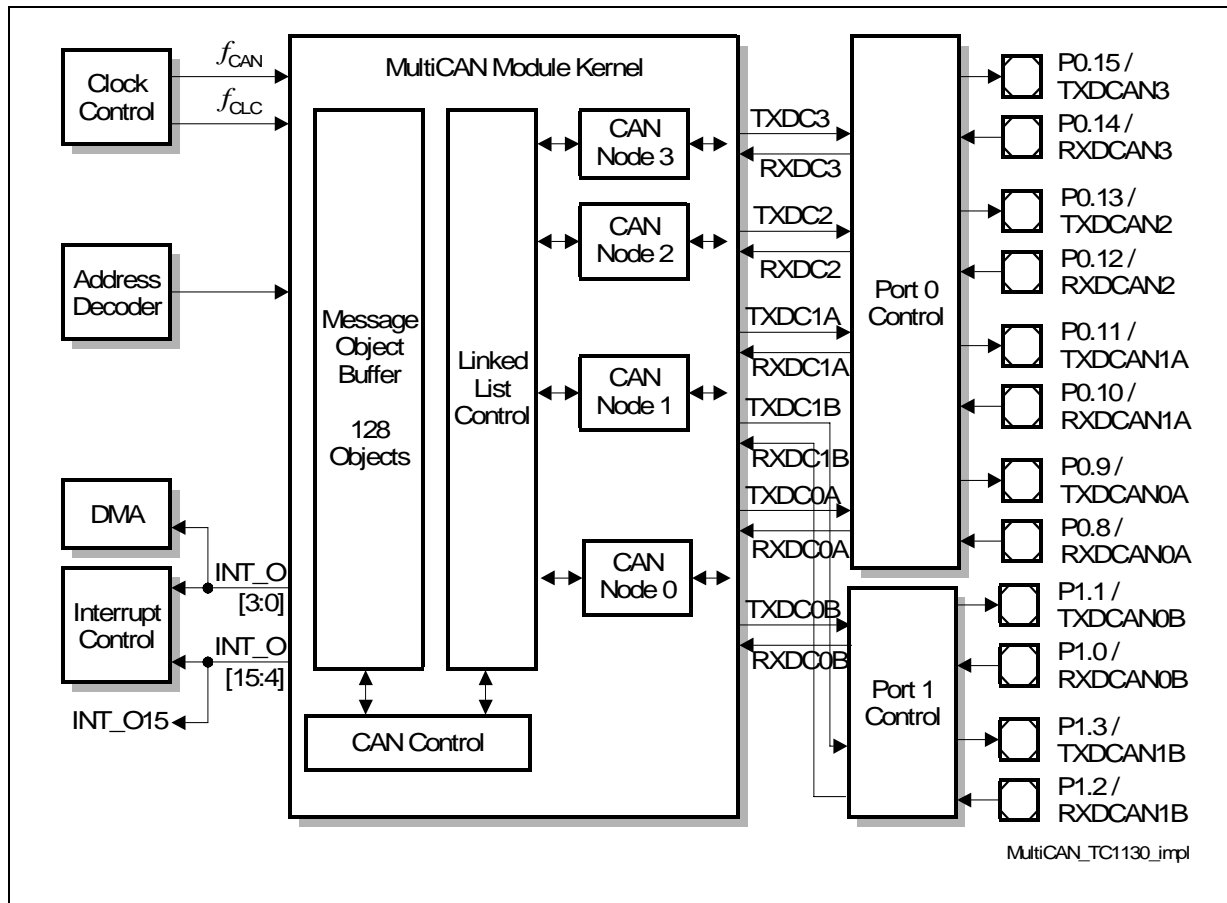 Clock
Control
fCAN
fCLC
Address
Decoder
DMA
Interrupt
Control
INT_O
[3:0]
INT_O
[15:4]
INT_O15
MultiCAN Module Kernel
Message
Object
Buffer
128
Objects
Linked
List
Control
CAN
Node 3
CAN
Node 2
CAN
Node 1
CAN
Node 0
CAN Control
TXDC3
RXDC3
TXDC2
RXDC2
TXDC1A
RXDC1A
TXDC1B
RXDC1B
TXDC0A
RXDC0A
TXDC0B
RXDC0B
Port 0
Control
Port 1
Control
P0.15 /
TXDCAN3
P0.14 /
RXDCAN3
P0.13 /
TXDCAN2
P0.12 /
RXDCAN2
P0.11 /
TXDCAN1A
P0.10 /
RXDCAN1A
P0.9 /
TXDCAN0A
P0.8 /
RXDCAN0A
P1.1 /
TXDCAN0B
P1.0 /
RXDCAN0B
P1.3 /
TXDCAN1B
P1.2 /
RXDCAN1B
MultiCAN_TC1130_impl